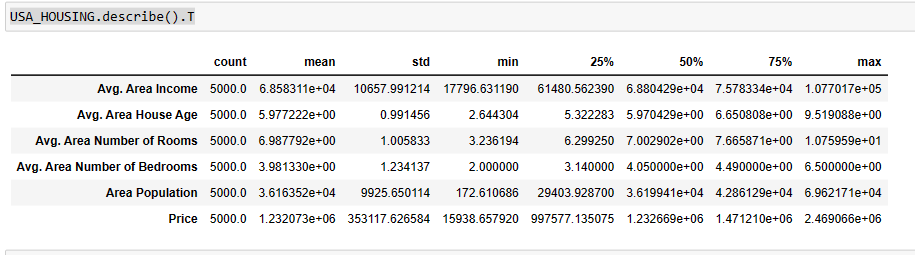 USA_HOUSING.describe().T
count mean std min 25% 50% 75% max
Avg. Area Income 5000.0 6.858311e+04 10657.991214 17796.631190 61480.562390 6.880429e+04 7.578334e+04 1.077017e+05
Avg. Area House Age 5000.0 5.977222e+00 0.991456 2.644304 5.322283 5.970429e+00 6.650808e+00 9.519088e+00
Avg. Area Number of Rooms 5000.0 6.987792e+00 1.005833 3.236194 6.299250 7.002902e+00 7.665871e+00 1.075959e+01
Avg. Area Number of Bedrooms 5000.0 3.981330e+00 1.234137 2.000000 3.140000 4.050000e+00 4.490000e+00 6.500000e+00
Area Population 5000.0 3.616352e+04 9925.650114 172.610686 29403.928700 3.619941e+04 4.286129e+04 6.962171e+04
Price 5000.0 1.232073e+06 353117.626584 15938.657920 997577.135075 1.232669e+06 1.471210e+06 2.469066e+06